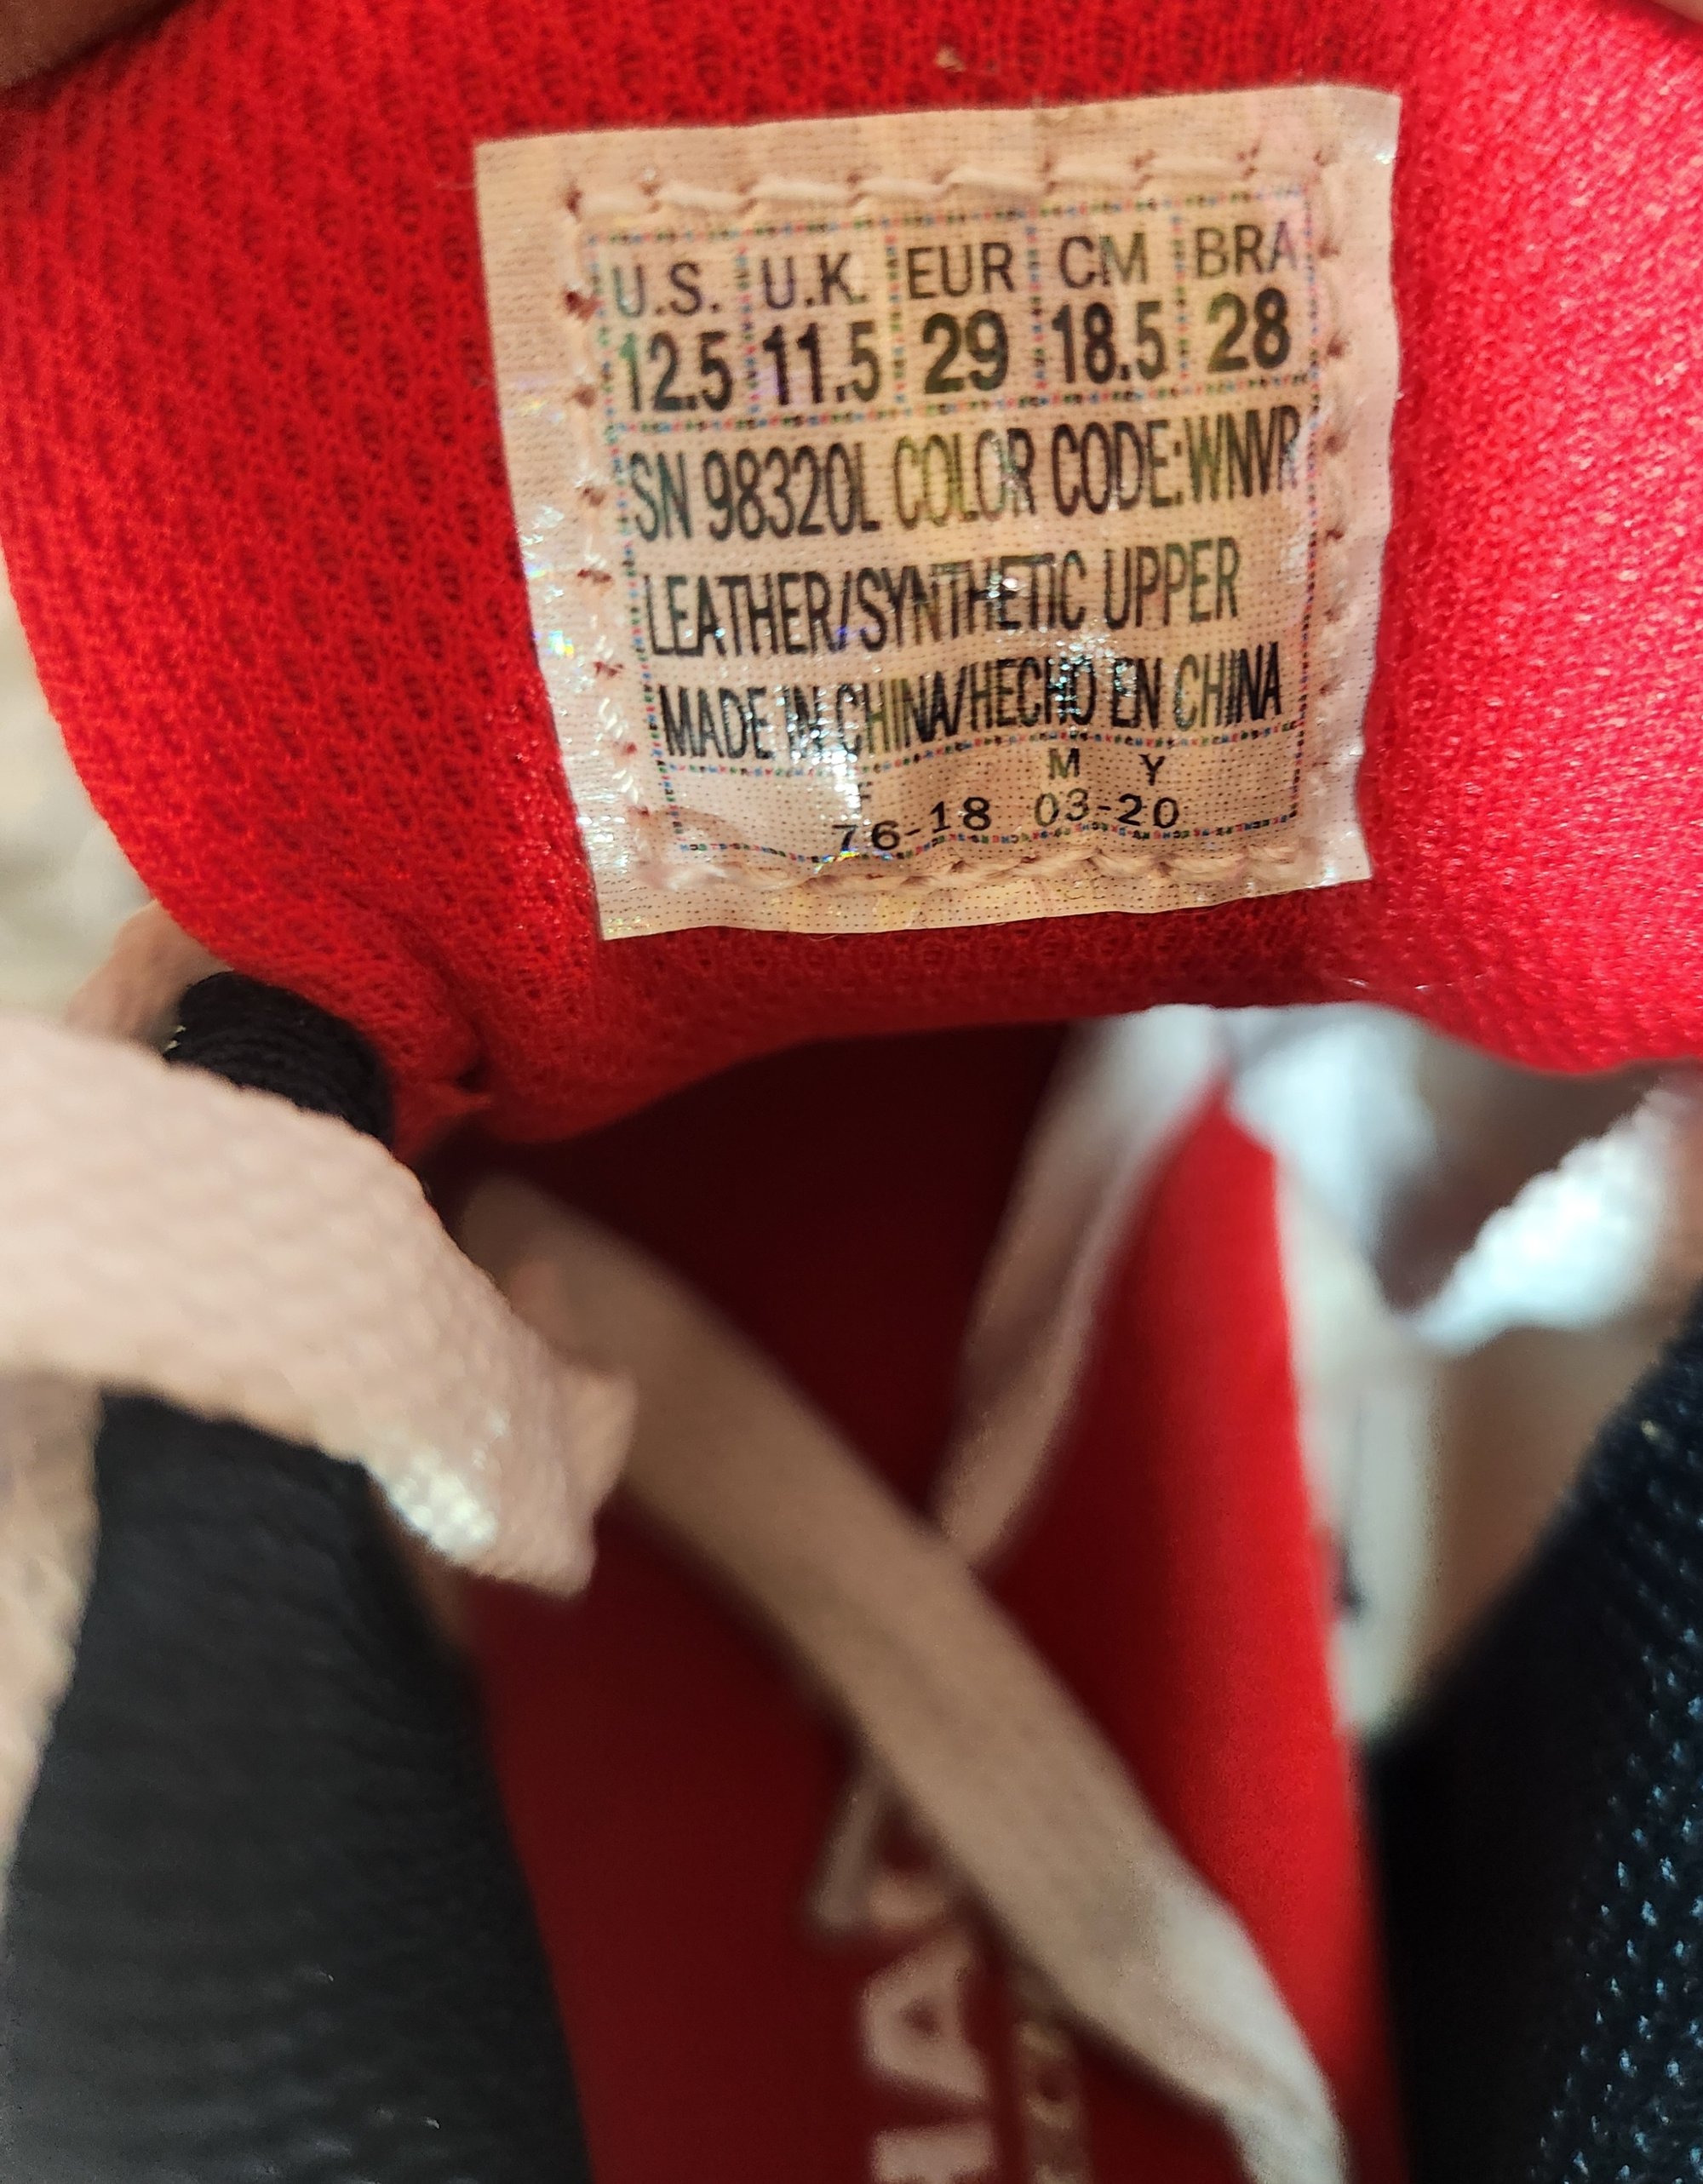 U.S. U.K. EUR CM BRA
12.5 11.5 29 18.5 28
SN 98320L COLOR CODE:WNVR
LEATHER/SYNTHETIC UPPER
MADE IN CHINA/HECHO EN CHINA
F M Y
76-18 03-20